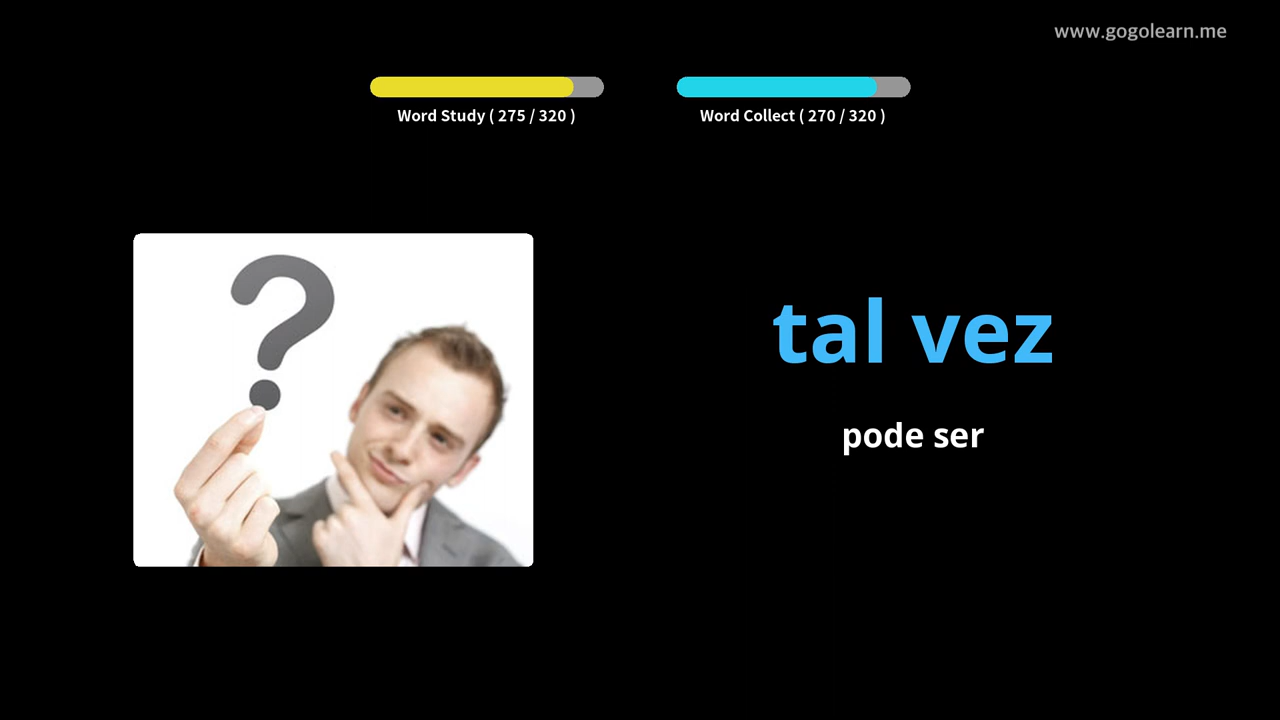 www.gogolearn.me
Word Study ( 275 / 320 )
Word Collect ( 270 / 320 )
?
tal vez
pode ser